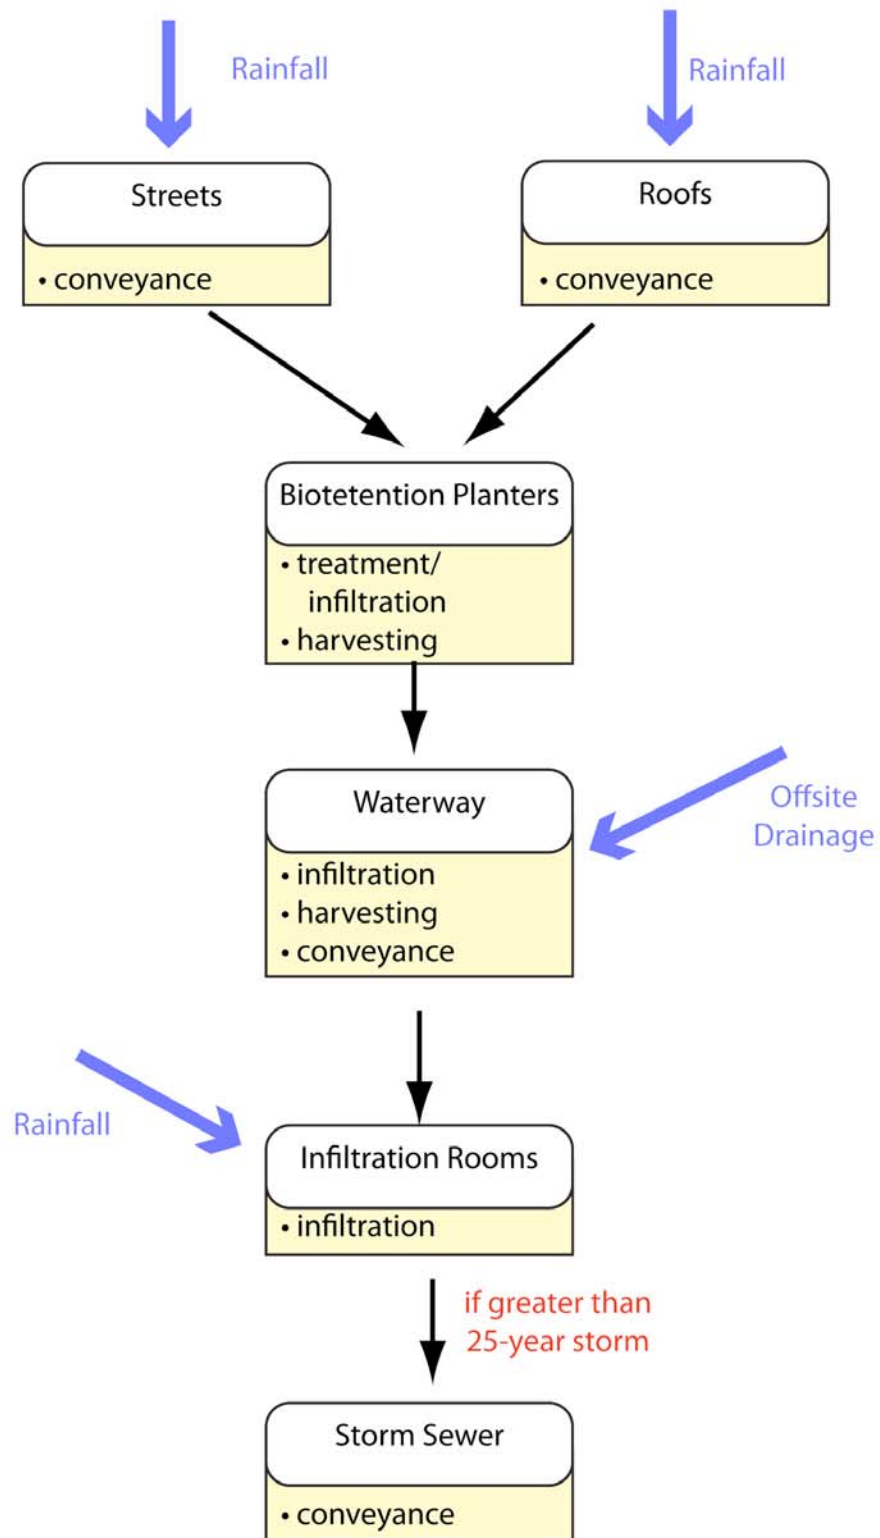 Rainfall
Rainfall
Streets
Roofs
• conveyance
• conveyance
Biotetention Planters
• treatment/
infiltration
• harvesting
Waterway
Offsite
Drainage
• infiltration
• harvesting
• conveyance
Rainfall
Infiltration Rooms
• infiltration
if greater than
25-year storm
Storm Sewer
• conveyance